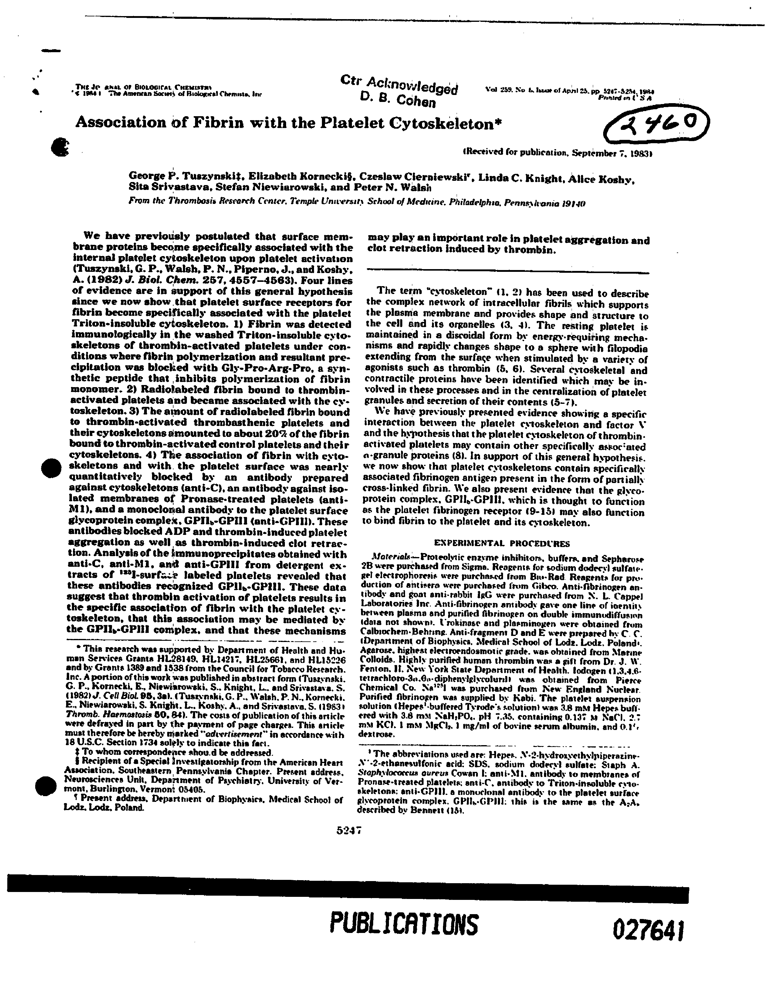 THE JOURNAL OF BIOLOGICAL CHEMISTRY
© 1984 The American Society of Biological Chemists, Inc
Ctr Acknowledged
D. B. Cohen
Vol 259, No 8, Issue of April 25, pp 5247-5254, 1984
Printed in U S A
Association of Fibrin with the Platelet Cytoskeleton*
2460
(Received for publication, September 7, 1983)
George P. Tuszynski‡, Elizabeth Kornecki§, Czeslaw Cierniewski¶, Linda C. Knight, Alice Koshy,
Sita Srivastava, Stefan Niewiarowski, and Peter N. Walsh
From the Thrombosis Research Center, Temple University School of Medicine, Philadelphia, Pennsylvania 19140
We have previously postulated that surface mem-
brane proteins become specifically associated with the
internal platelet cytoskeleton upon platelet activation
(Tuszynski, G. P., Walsh, P. N., Piperno, J., and Koshy,
A. (1982) J. Biol. Chem. 257, 4557–4563). Four lines
of evidence are in support of this general hypothesis
since we now show that platelet surface receptors for
fibrin become specifically associated with the platelet
Triton-insoluble cytoskeleton. 1) Fibrin was detected
immunologically in the washed Triton-insoluble cyto-
skeletons of thrombin-activated platelets under con-
ditions where fibrin polymerization and resultant pre-
cipitation was blocked with Gly-Pro-Arg-Pro, a syn-
thetic peptide that inhibits polymerization of fibrin
monomer. 2) Radiolabeled fibrin bound to thrombin-
activated platelets and became associated with the cy-
toskeleton. 3) The amount of radiolabeled fibrin bound
to thrombin-activated thrombasthenic platelets and
their cytoskeletons amounted to about 20% of the fibrin
bound to thrombin-activated control platelets and their
cytoskeletons. 4) The association of fibrin with cyto-
skeletons and with the platelet surface was nearly
quantitatively blocked by an antibody prepared
against cytoskeletons (anti-C), an antibody against iso-
lated membranes of Pronase-treated platelets (anti-
M1), and a monoclonal antibody to the platelet surface
glycoprotein complex, GPIIb-GPIII (anti-GPIII). These
antibodies blocked ADP and thrombin-induced platelet
aggregation as well as thrombin-induced clot retrac-
tion. Analysis of the immunoprecipitates obtained with
anti-C, anti-M1, and anti-GPIII from detergent ex-
tracts of ¹²⁵I-surface labeled platelets revealed that
these antibodies recognized GPIIb-GPIII. These data
suggest that thrombin activation of platelets results in
the specific association of fibrin with the platelet cy-
toskeleton, that this association may be mediated by
the GPIIb-GPIII complex, and that these mechanisms
* This research was supported by Department of Health and Hu-
man Services Grants HL28149, HL14217, HL25661, and HL15226
and by Grants 1389 and 1538 from the Council for Tobacco Research,
Inc. A portion of this work was published in abstract form (Tuszynski,
G. P., Kornecki, E., Niewiarowski, S., Knight, L., and Srivastava, S.
(1982) J. Cell Biol. 95, 3a). (Tuszynski, G. P., Walsh, P. N., Kornecki,
E., Niewiarowski, S. Knight, L., Koshy, A., and Srivastava, S. (1983)
Thromb. Haemostasis 50, 84). The costs of publication of this article
were defrayed in part by the payment of page charges. This article
must therefore be hereby marked "advertisement" in accordance with
18 U.S.C. Section 1734 solely to indicate this fact.
‡ To whom correspondence should be addressed.
§ Recipient of a Special Investigatorship from the American Heart
Association, Southeastern Pennsylvania Chapter. Present address,
Neurosciences Unit, Department of Psychiatry, University of Ver-
mont, Burlington, Vermont 05405.
¶ Present address, Department of Biophysics, Medical School of
Lodz, Lodz, Poland.
may play an important role in platelet aggregation and
clot retraction induced by thrombin.
The term "cytoskeleton" (1, 2) has been used to describe
the complex network of intracellular fibrils which supports
the plasma membrane and provides shape and structure to
the cell and its organelles (3, 4). The resting platelet is
maintained in a discoidal form by energy-requiring mecha-
nisms and rapidly changes shape to a sphere with filopodia
extending from the surface when stimulated by a variety of
agonists such as thrombin (5, 6). Several cytoskeletal and
contractile proteins have been identified which may be in-
volved in these processes and in the centralization of platelet
granules and secretion of their contents (5–7).
We have previously presented evidence showing a specific
interaction between the platelet cytoskeleton and factor V
and the hypothesis that the platelet cytoskeleton of thrombin-
activated platelets may contain other specifically associated
α-granule proteins (8). In support of this general hypothesis,
we now show that platelet cytoskeletons contain specifically
associated fibrinogen antigen present in the form of partially
cross-linked fibrin. We also present evidence that the glyco-
protein complex, GPIIb-GPIII, which is thought to function
as the platelet fibrinogen receptor (9-15) may also function
to bind fibrin to the platelet and its cytoskeleton.
EXPERIMENTAL PROCEDURES
Materials—Proteolytic enzyme inhibitors, buffers, and Sepharose
2B were purchased from Sigma. Reagents for sodium dodecyl sulfate-
gel electrophoresis were purchased from Bio-Rad Reagents for pro-
duction of antisera were purchased from Gibco. Anti-fibrinogen an-
tibody and goat anti-rabbit IgG were purchased from N. L. Cappel
Laboratories Inc. Anti-fibrinogen antibody gave one line of identity
between plasma and purified fibrinogen on double immunodiffusion
(data not shown). Urokinase and plasminogen were obtained from
Calbiochem-Behring. Anti-fragment D and E were prepared by C. C.
(Department of Biophysics, Medical School of Lodz, Lodz, Poland).
Agarose, highest electroendosmotic grade, was obtained from Marine
Colloids. Highly purified human thrombin was a gift from Dr. J. W.
Fenton, II, New York State Department of Health. Iodogen (1,3,4,6-
tetrachloro-3α,6α-diphenylglycoluril) was obtained from Pierce
Chemical Co. Na¹²⁵I was purchased from New England Nuclear.
Purified fibrinogen was supplied by Kabi. The platelet suspension
solution (Hepes¹-buffered Tyrode's solution) was 3.8 mM Hepes buff-
ered with 3.8 mM NaH₂PO₄, pH 7.35, containing 0.137 M NaCl, 2.7
mM KCl, 1 mM MgCl₂, 1 mg/ml of bovine serum albumin, and 0.1%
dextrose.
¹ The abbreviations used are: Hepes, N-2-hydroxyethylpiperazine-
N'-2-ethanesulfonic acid; SDS, sodium dodecyl sulfate; Staph A,
Staphylococcus aureus Cowan I; anti-M1, antibody to membranes of
Pronase-treated platelets; anti-C, antibody to Triton-insoluble cyto-
skeletons; anti-GPIII, a monoclonal antibody to the platelet surface
glycoprotein complex, GPIIb-GPIII; this is the same as the A₂A₉
described by Bennett (15).
5247
PUBLICATIONS
027641